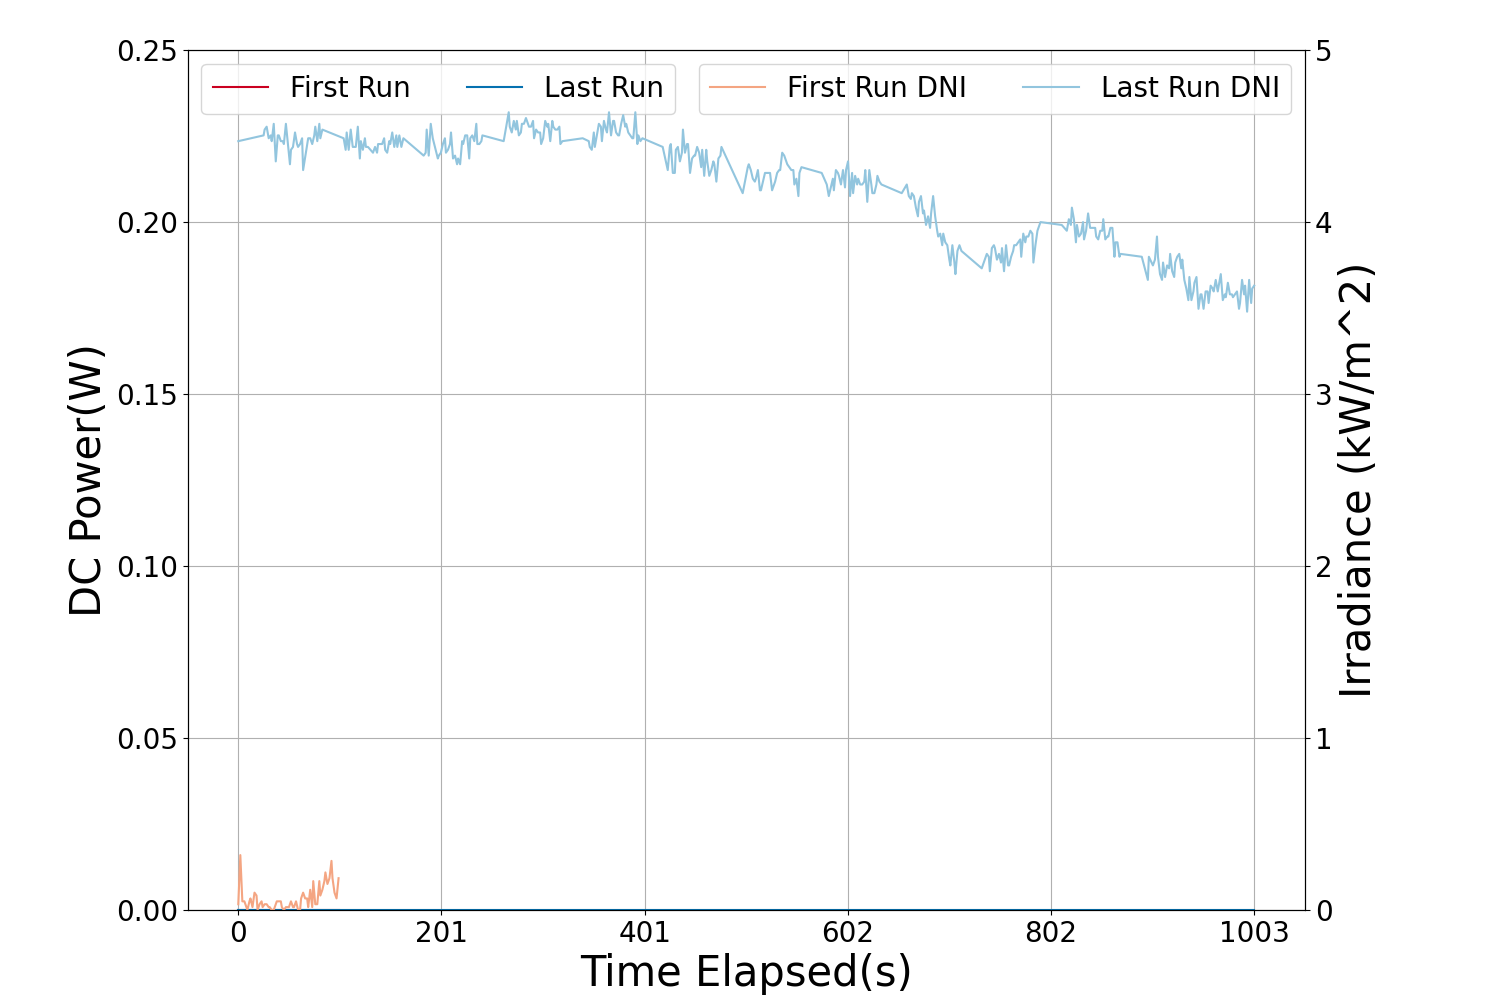 0.25
5
First Run
Last Run
First Run DNI
Last Run DNI
0.20
4
0.15
3
0.10
2
0.05
1
0.00
0
DC Power(W)
Irradiance (kW/m^2)
0
201
401
602
802
1003
Time Elapsed(s)